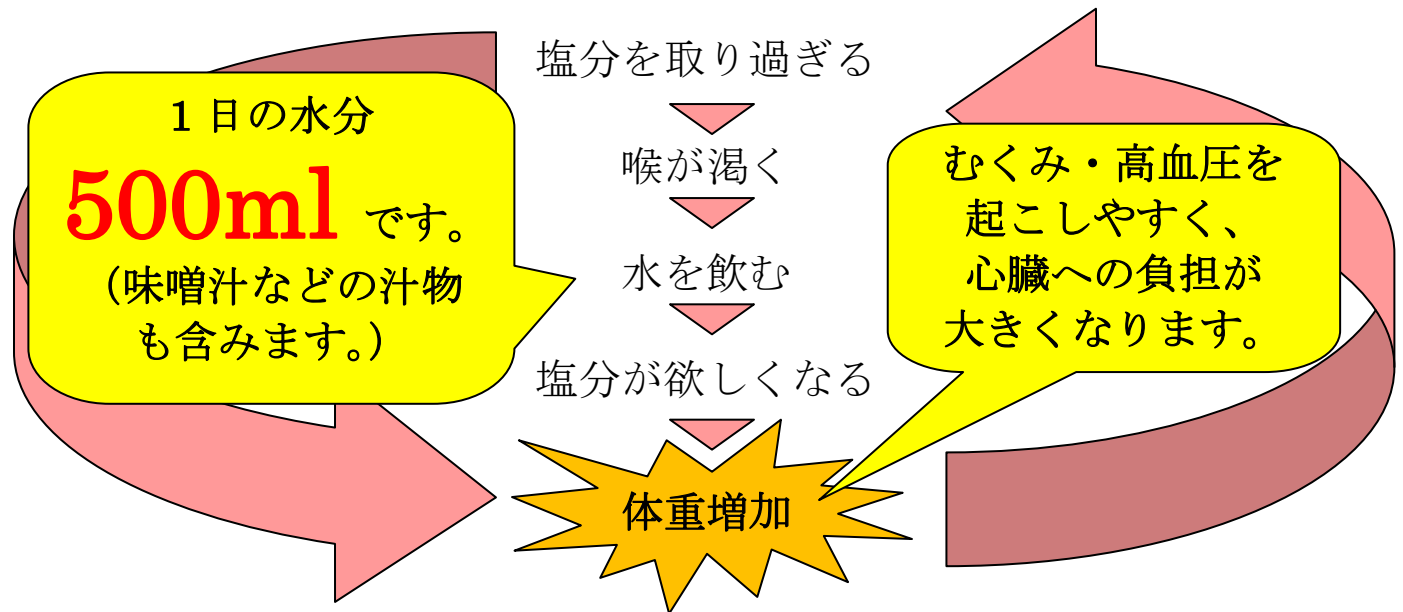 塩分を取り過ぎる
喉が渇く
水を飲む
塩分が欲しくなる
体重増加
１日の水分
500ml です。
（味噌汁などの汁物
も含みます。）
むくみ・高血圧を
起こしやすく、
心臓への負担が
大きくなります。